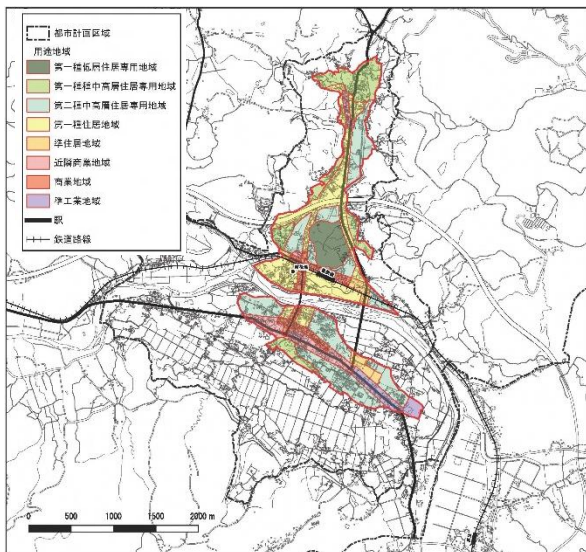 都市計画区域
用途地域
第一種低層住居専用地域
第一種中高層住居専用地域
第二種中高層住居専用地域
第一種住居地域
準住居地域
近隣商業地域
商業地域
準工業地域
駅
鉄道路線
0 500 1000 1500 2000 m